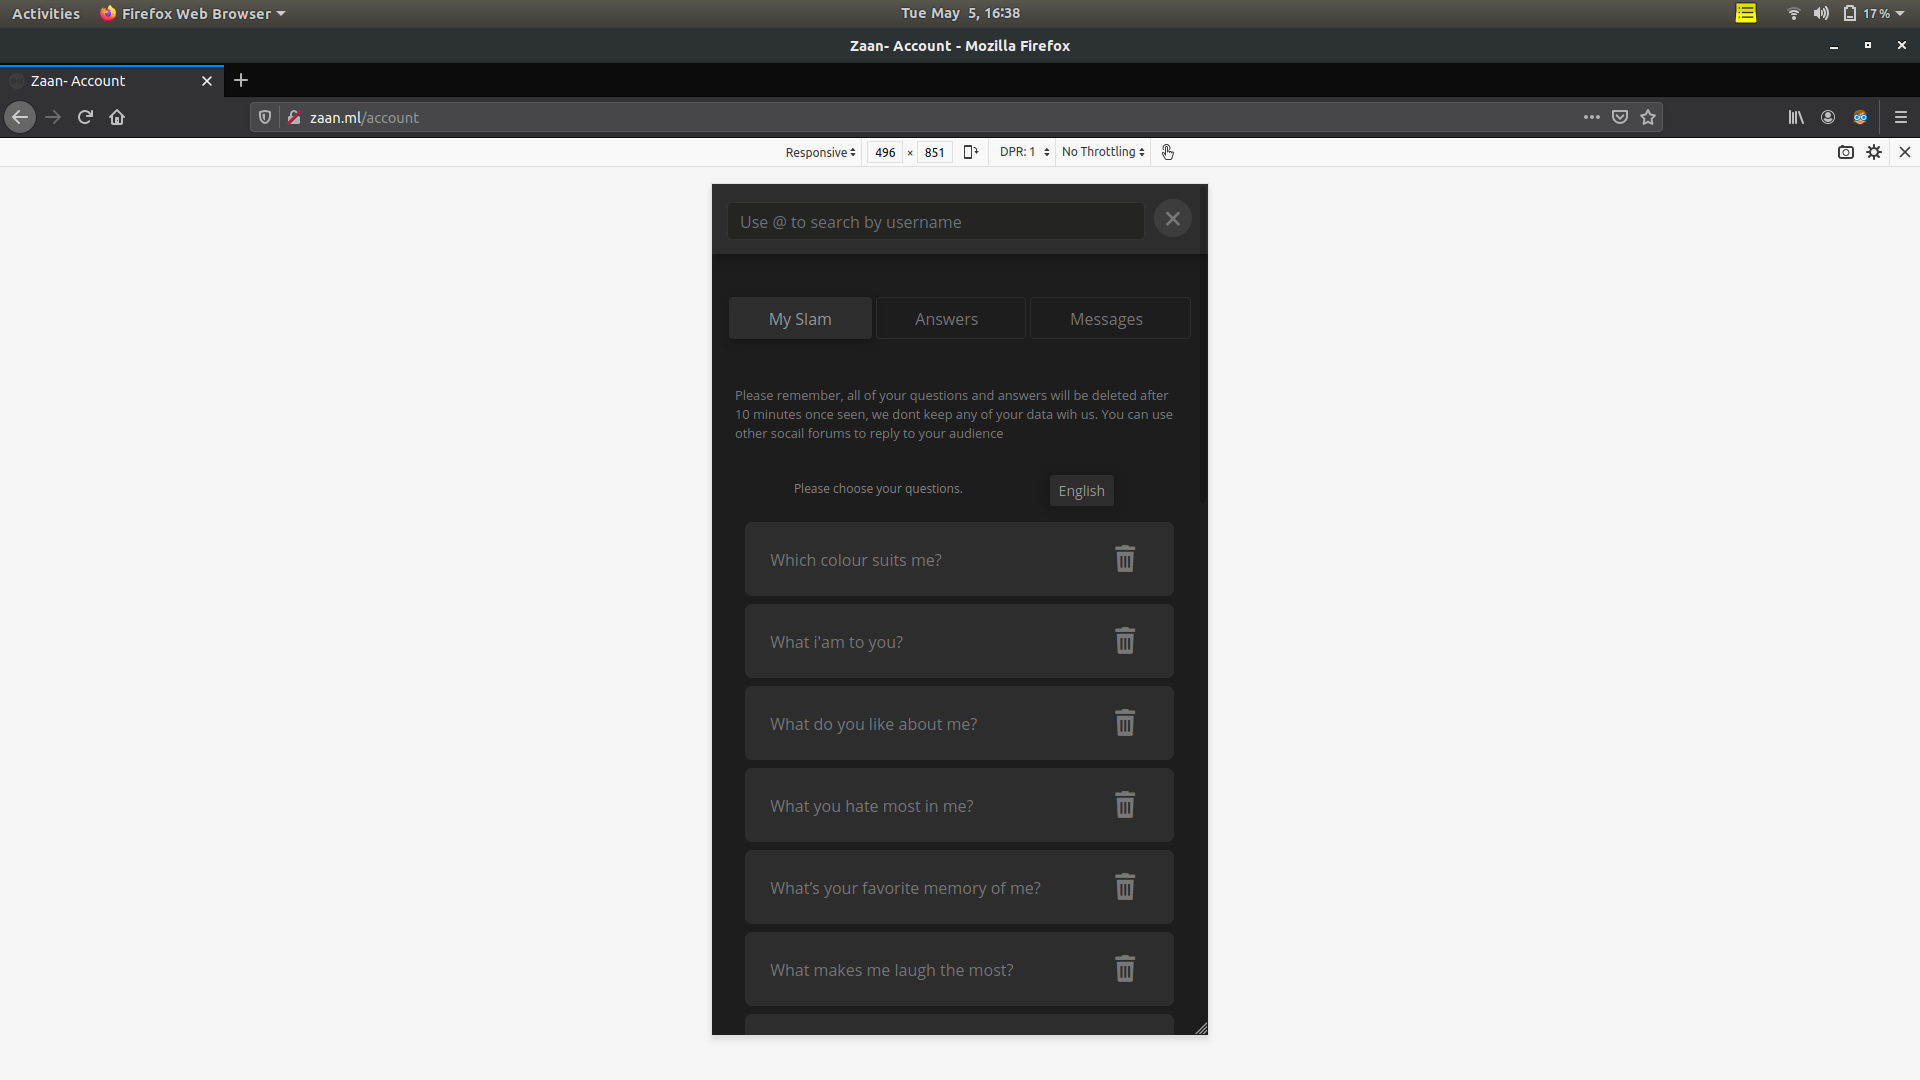 Activities Firefox Web Browser Tue May 5, 16:38 17%
Zaan- Account - Mozilla Firefox
Zaan- Account
zaan.ml/account
Responsive 496 × 851 DPR: 1 No Throttling
Use @ to search by username
My Slam Answers Messages
Please remember, all of your questions and answers will be deleted after
10 minutes once seen, we dont keep any of your data wih us. You can use
other socail forums to reply to your audience
Please choose your questions. English
Which colour suits me?
What i'am to you?
What do you like about me?
What you hate most in me?
What’s your favorite memory of me?
What makes me laugh the most?